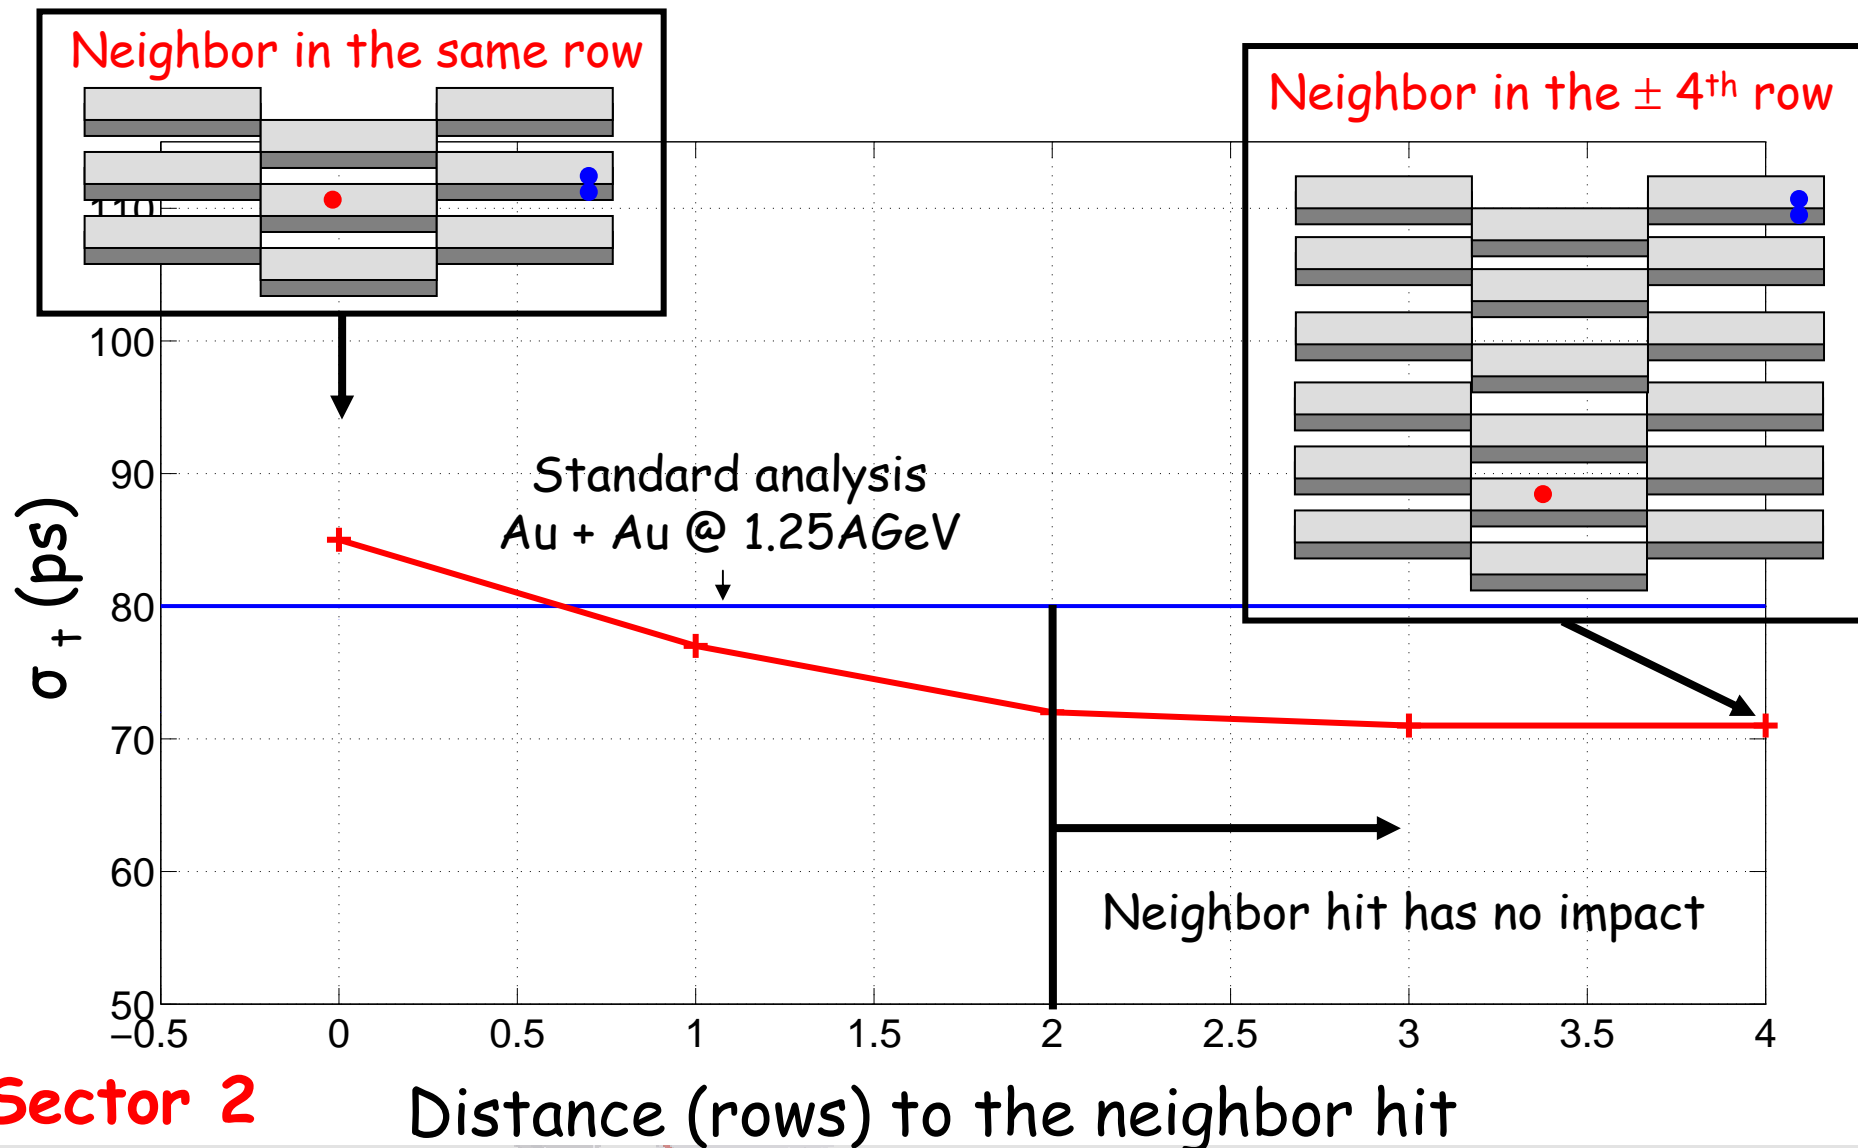 Neighbor in the same row
Neighbor in the ± 4th row
110
100
90
80
70
60
50
σ t (ps)
Standard analysis
Au + Au @ 1.25AGeV
Neighbor hit has no impact
−0.5 0 0.5 1 1.5 2 2.5 3 3.5 4
Sector 2
Distance (rows) to the neighbor hit